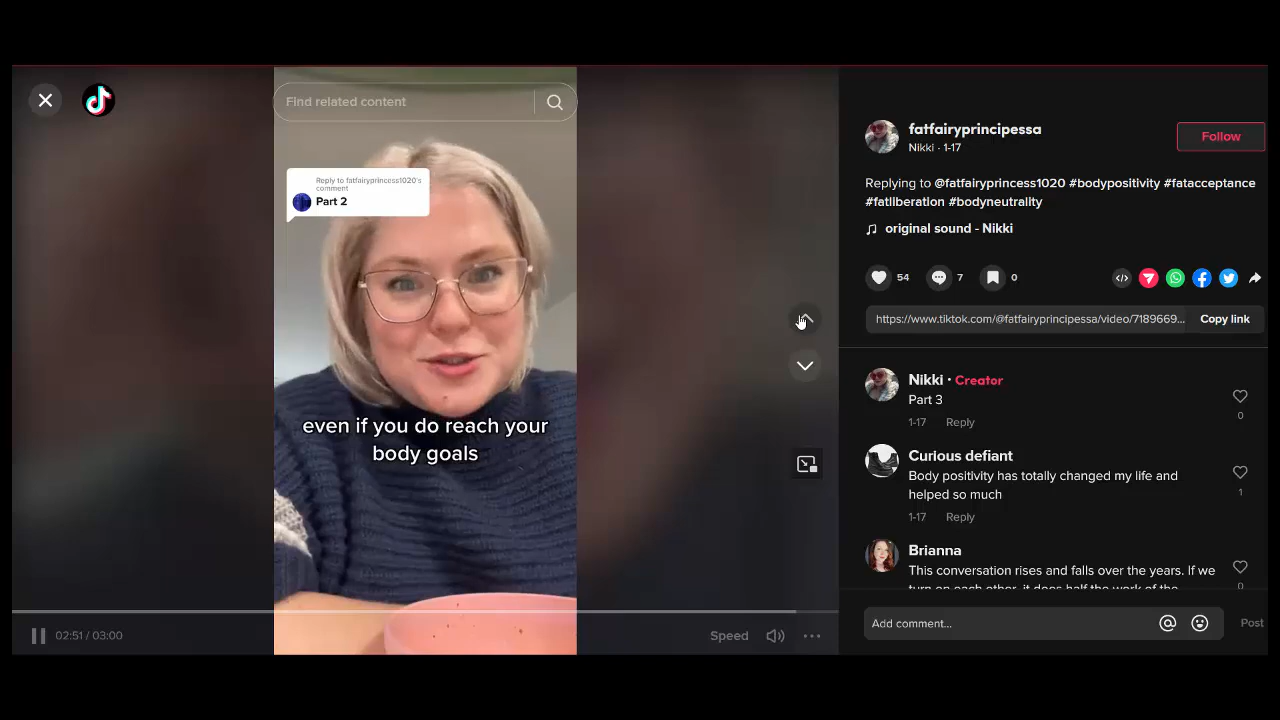 Find related content
Reply to fatfairyprincess1020's
comment
Part 2
even if you do reach your
body goals
02:51 / 03:00
Speed
fatfairyprincipessa
Nikki · 1-17
Follow
Replying to @fatfairyprincess1020 #bodypositivity #fatacceptance
#fatliberation #bodyneutrality
original sound - Nikki
54
7
0
https://www.tiktok.com/@fatfairyprincipessa/video/7189669...
Copy link
Nikki · Creator
Part 3
1-17 Reply
0
Curious defiant
Body positivity has totally changed my life and
helped so much
1-17 Reply
1
Brianna
This conversation rises and falls over the years. If we
turn on each other, it does half the work of the
0
Add comment...
Post